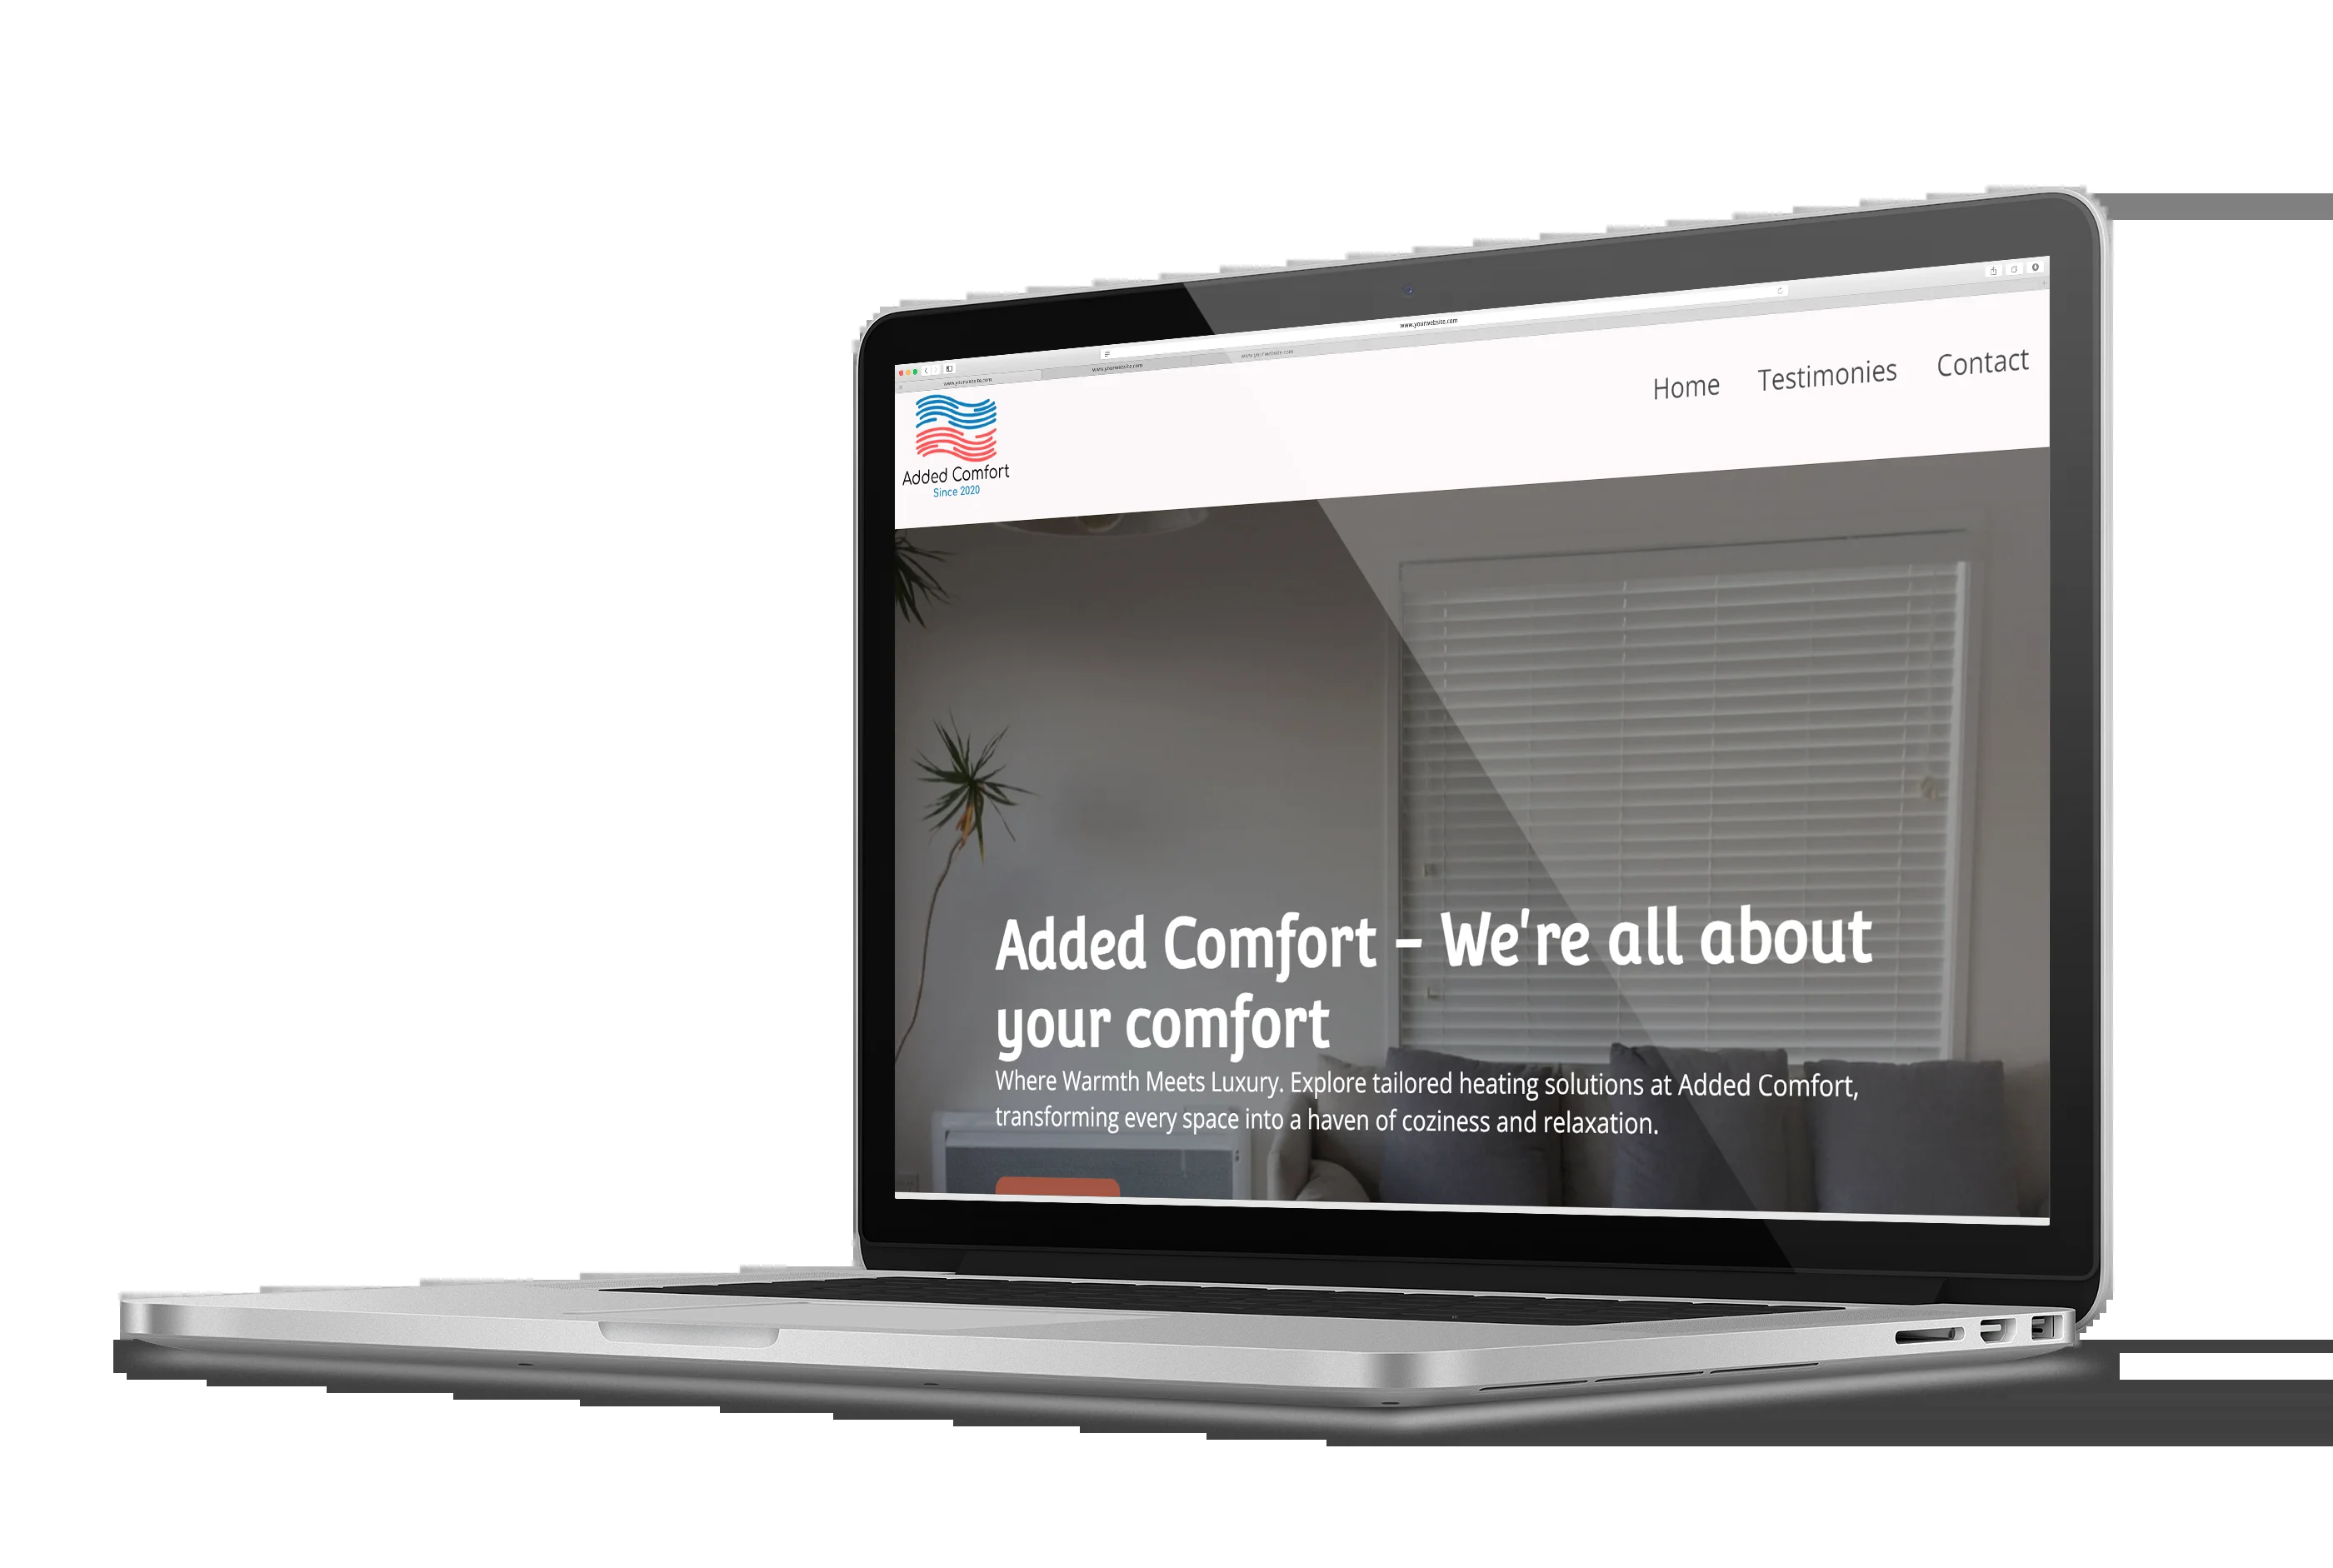 www.yourwebsite.com
www.yourwebsite.com
www.yourwebsite.com
www.yourwebsite.com
Home Testimonies Contact
Added Comfort
Since 2020
Added Comfort – We're all about
your comfort
Where Warmth Meets Luxury. Explore tailored heating solutions at Added Comfort,
transforming every space into a haven of coziness and relaxation.